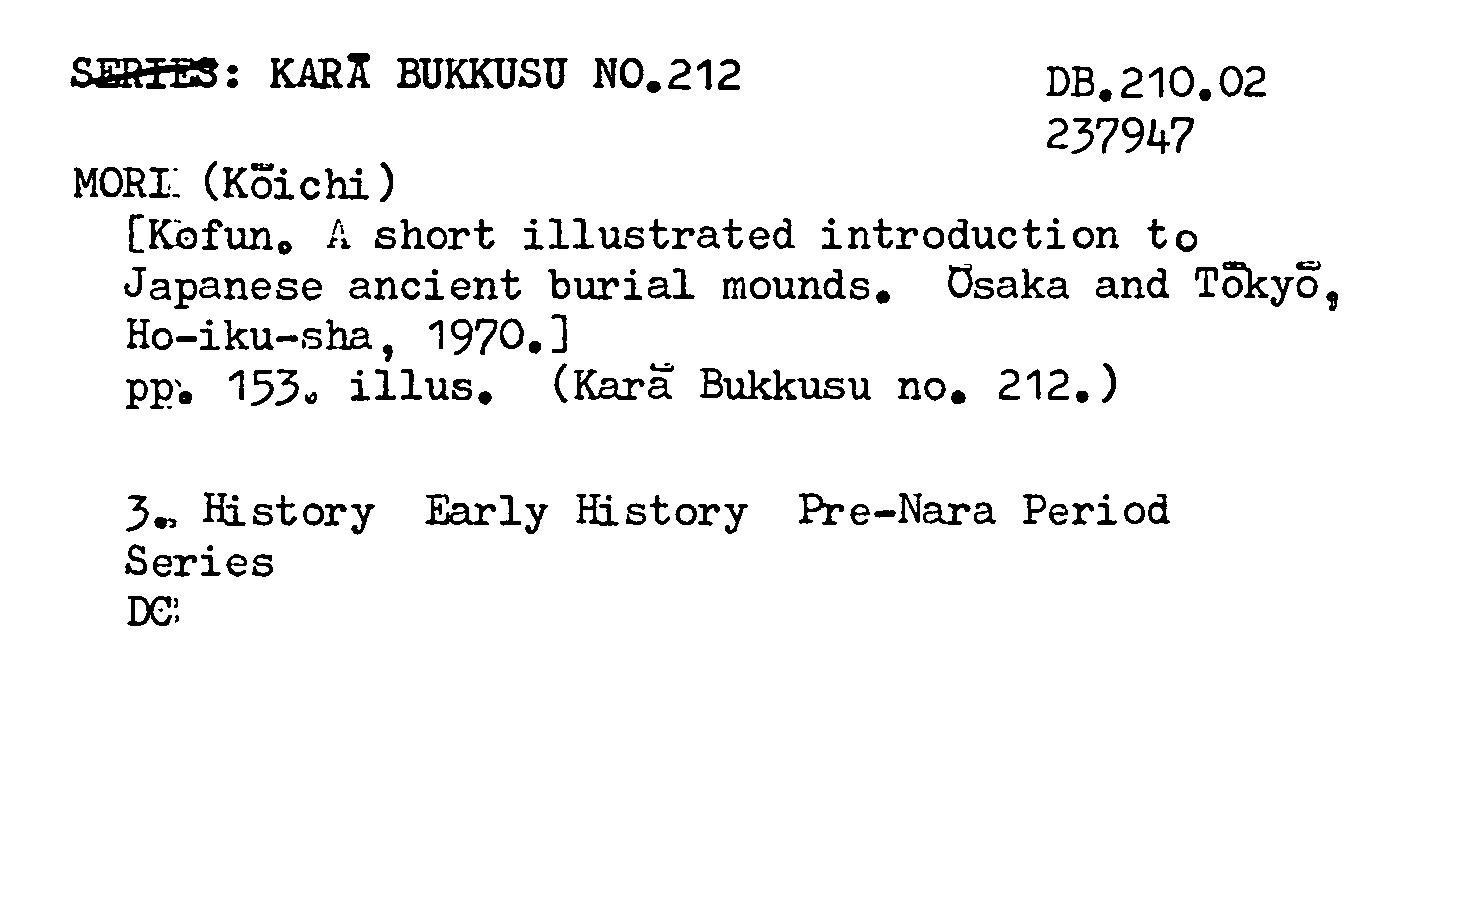 SERIES: KARĀ BUKKUSU NO.212
DB.210.02
237947
MORI (Kōichi)
[Kofun. A short illustrated introduction to
Japanese ancient burial mounds. Ōsaka and Tōkyō,
Ho-iku-sha, 1970.]
pp. 153. illus. (Karā Bukkusu no. 212.)
3. History Early History Pre-Nara Period
Series
DC